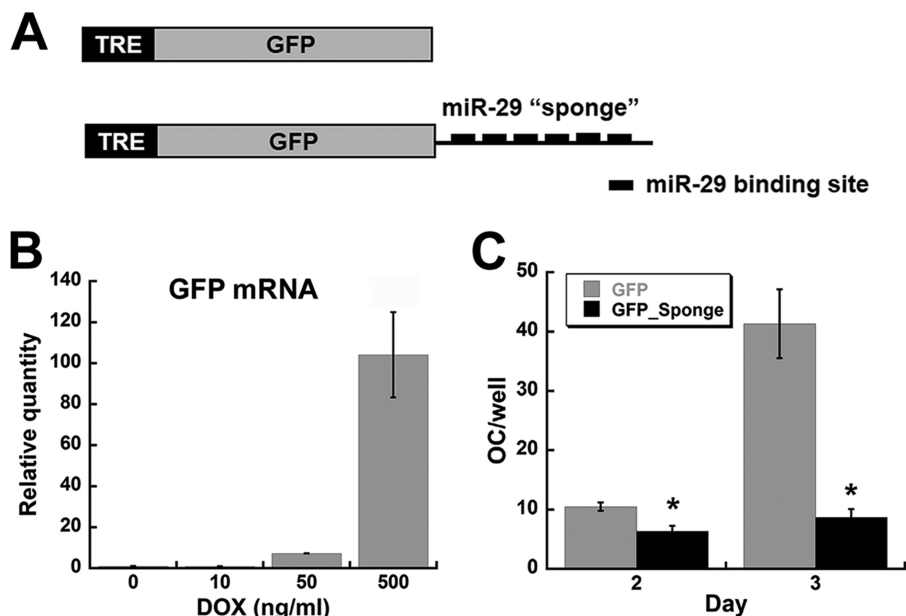 A
TRE GFP
miR-29 “sponge”
TRE GFP
miR-29 binding site
B
GFP mRNA
Relative quantity
140
120
100
80
60
40
20
0
0 10 50 500
DOX (ng/ml)
C
GFP
GFP_Sponge
OC/well
50
40
30
20
10
0
*
*
2 3
Day